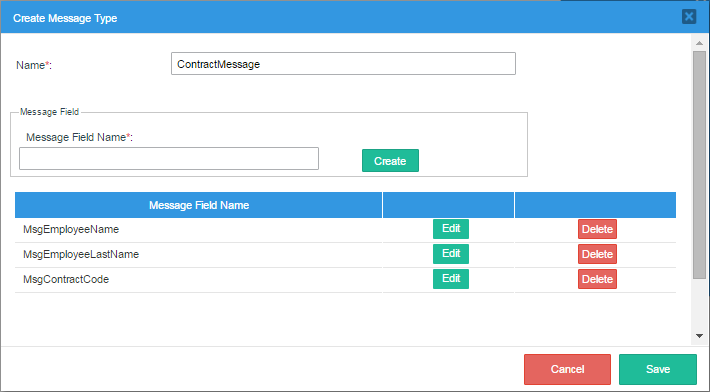 Create Message Type
Name*: ContractMessage
Message Field
Message Field Name*:
Create
Message Field Name
MsgEmployeeName Edit Delete
MsgEmployeeLastName Edit Delete
MsgContractCode Edit Delete
Cancel Save